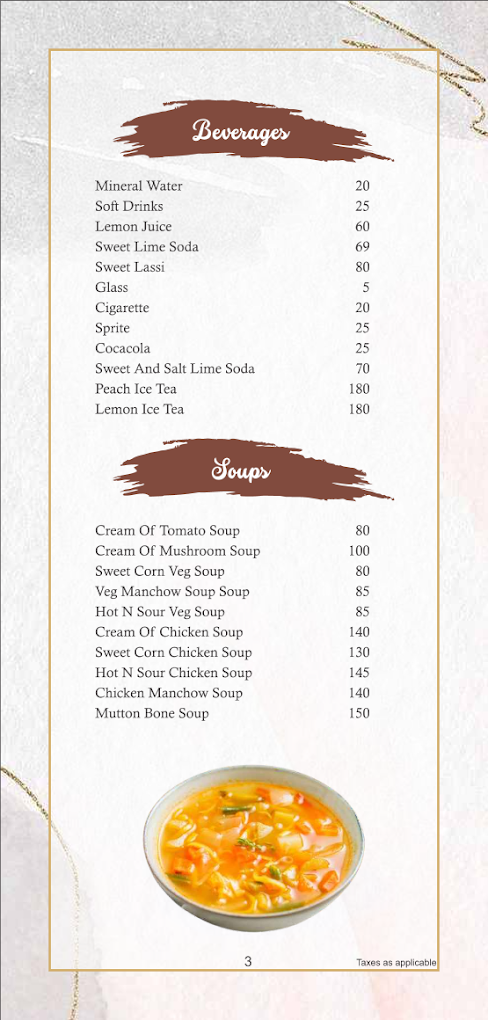 Beverages
Mineral Water 20
Soft Drinks 25
Lemon Juice 60
Sweet Lime Soda 69
Sweet Lassi 80
Glass 5
Cigarette 20
Sprite 25
Cocacola 25
Sweet And Salt Lime Soda 70
Peach Ice Tea 180
Lemon Ice Tea 180
Soups
Cream Of Tomato Soup 80
Cream Of Mushroom Soup 100
Sweet Corn Veg Soup 80
Veg Manchow Soup Soup 85
Hot N Sour Veg Soup 85
Cream Of Chicken Soup 140
Sweet Corn Chicken Soup 130
Hot N Sour Chicken Soup 145
Chicken Manchow Soup 140
Mutton Bone Soup 150
3 Taxes as applicable